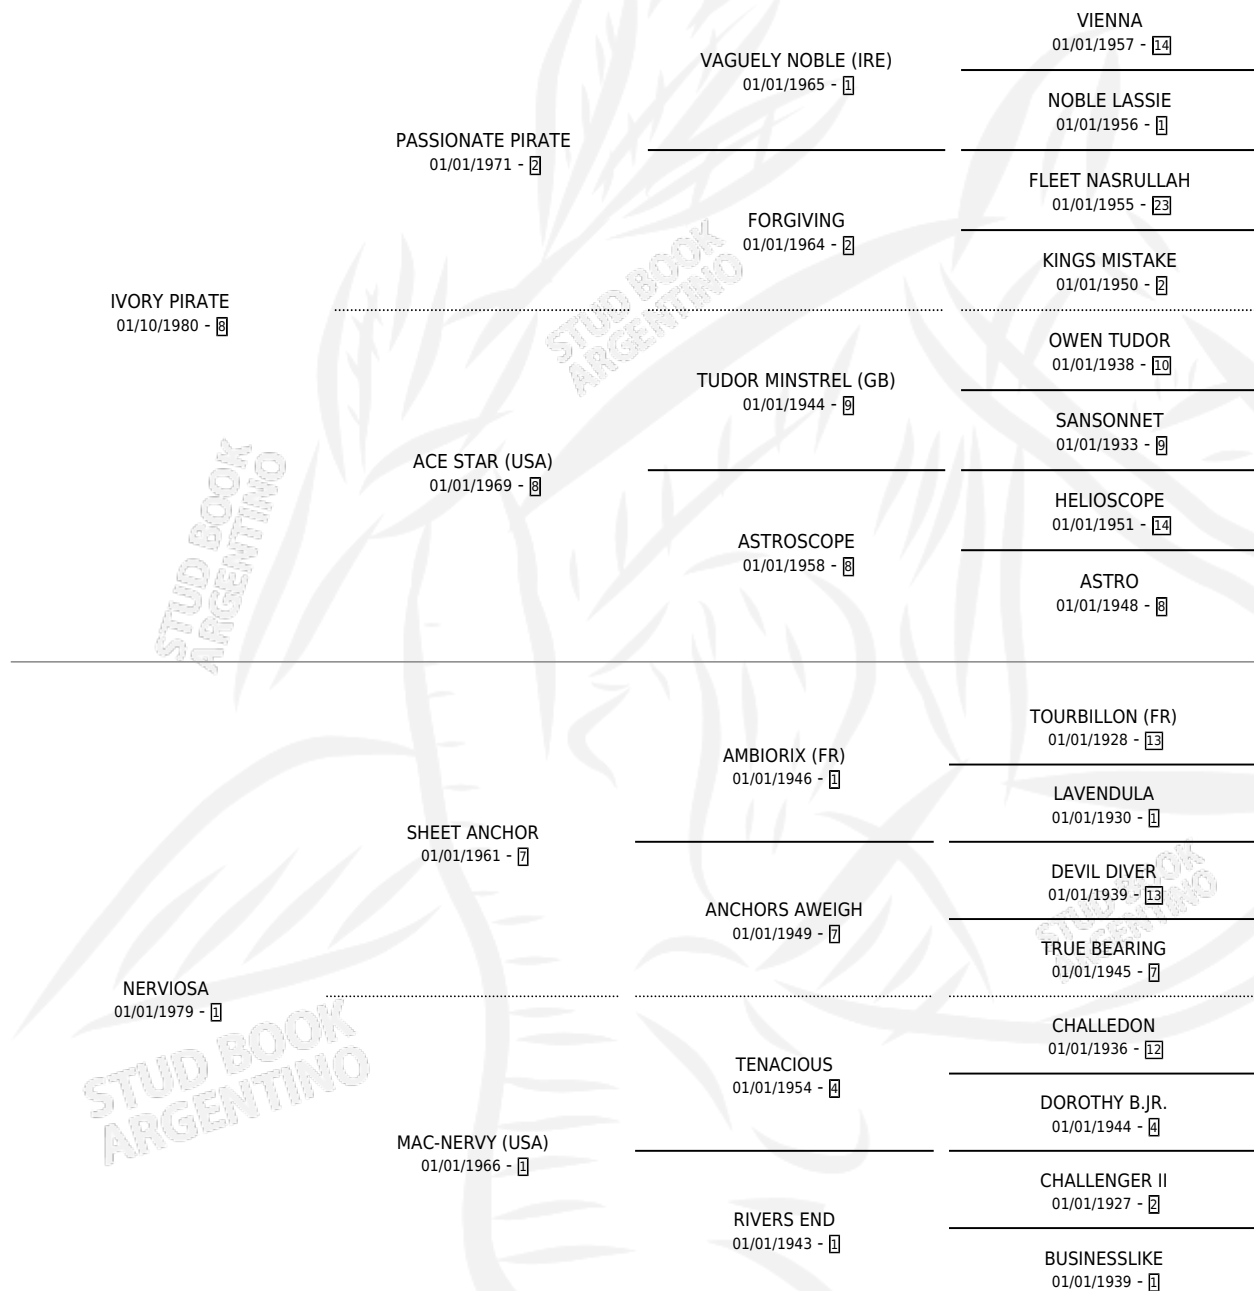 VIENNA
01/01/1957 - 14
VAGUELY NOBLE (IRE)
01/01/1965 - 1
NOBLE LASSIE
01/01/1956 - 1
PASSIONATE PIRATE
01/01/1971 - 2
FLEET NASRULLAH
01/01/1955 - 23
FORGIVING
01/01/1964 - 2
KINGS MISTAKE
01/01/1950 - 2
IVORY PIRATE
01/10/1980 - 8
OWEN TUDOR
01/01/1938 - 10
TUDOR MINSTREL (GB)
01/01/1944 - 9
SANSONNET
01/01/1933 - 9
ACE STAR (USA)
01/01/1969 - 8
HELIOSCOPE
01/01/1951 - 14
ASTROSCOPE
01/01/1958 - 8
ASTRO
01/01/1948 - 8
TOURBILLON (FR)
01/01/1928 - 13
AMBIORIX (FR)
01/01/1946 - 1
LAVENDULA
01/01/1930 - 1
SHEET ANCHOR
01/01/1961 - 7
DEVIL DIVER
01/01/1939 - 13
ANCHORS AWEIGH
01/01/1949 - 7
TRUE BEARING
01/01/1945 - 7
NERVIOSA
01/01/1979 - 1
CHALLEDON
01/01/1936 - 12
TENACIOUS
01/01/1954 - 4
DOROTHY B.JR.
01/01/1944 - 4
MAC-NERVY (USA)
01/01/1966 - 1
CHALLENGER II
01/01/1927 - 2
RIVERS END
01/01/1943 - 1
BUSINESSLIKE
01/01/1939 - 1
STUD BOOK
ARGENTINO
STUD BOOK
ARGENTINO
STUD BOOK
ARGENTINO
STUD BOOK
ARGENTINO